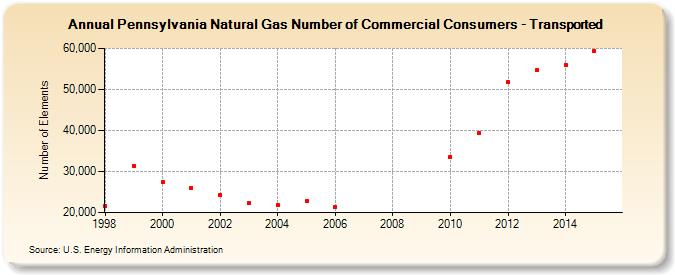 Annual Pennsylvania Natural Gas Number of Commercial Consumers - Transported
Number of Elements
60,000
50,000
40,000
30,000
20,000
1998 2000 2002 2004 2006 2008 2010 2012 2014
Source: U.S. Energy Information Administration